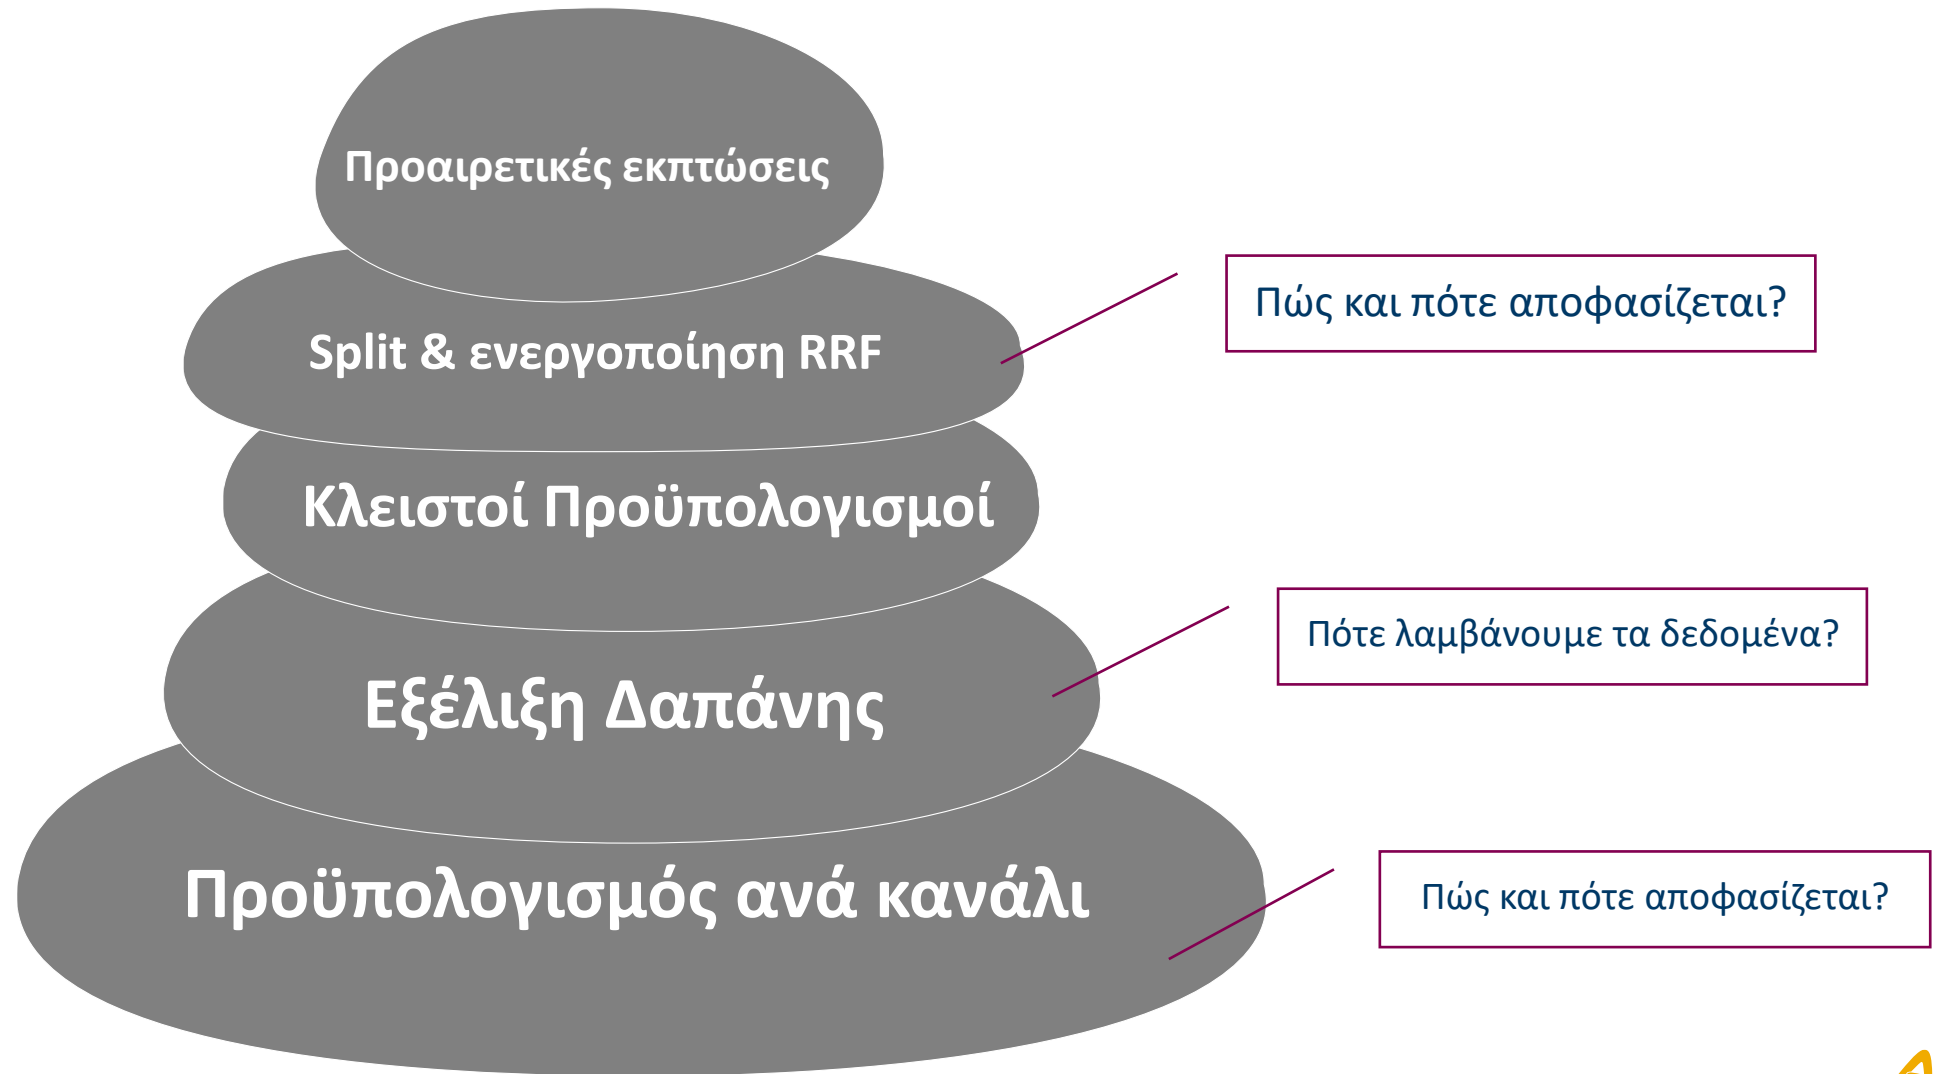 Προαιρετικές εκπτώσεις
Πώς και πότε αποφασίζεται?
Split & ενεργοποίηση RRF
Κλειστοί Προϋπολογισμοί
Πότε λαμβάνουμε τα δεδομένα?
Εξέλιξη Δαπάνης
Προϋπολογισμός ανά κανάλι
Πώς και πότε αποφασίζεται?